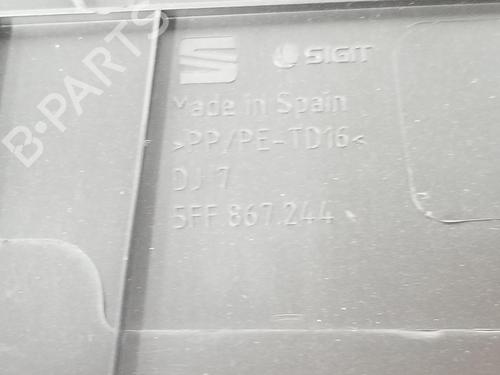 B-PARTS
SIGIT
Made in Spain
>PP/PE-TD16<
DJ 7
5FF 867.244